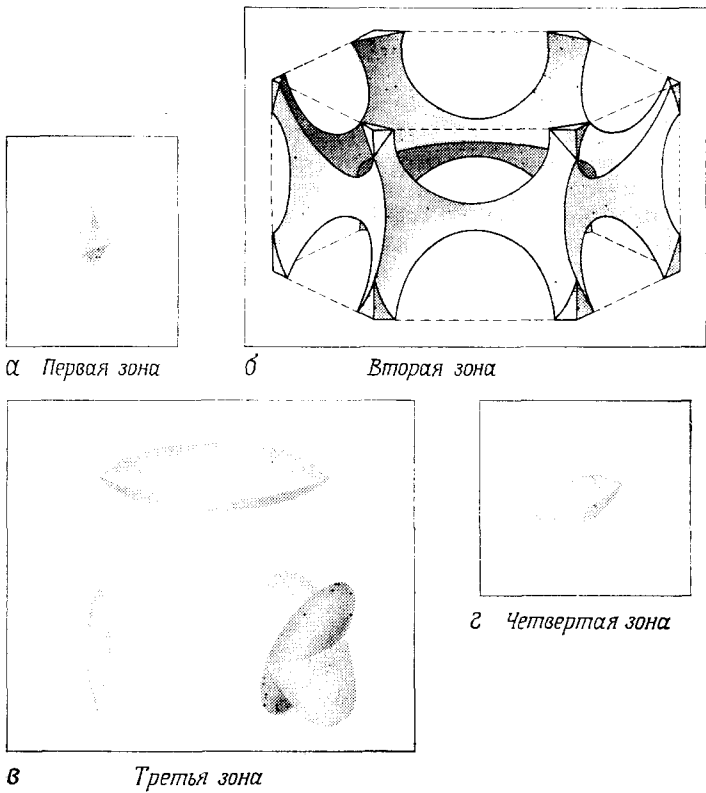 а Первая зона
б Вторая зона
в Третья зона
г Четвертая зона